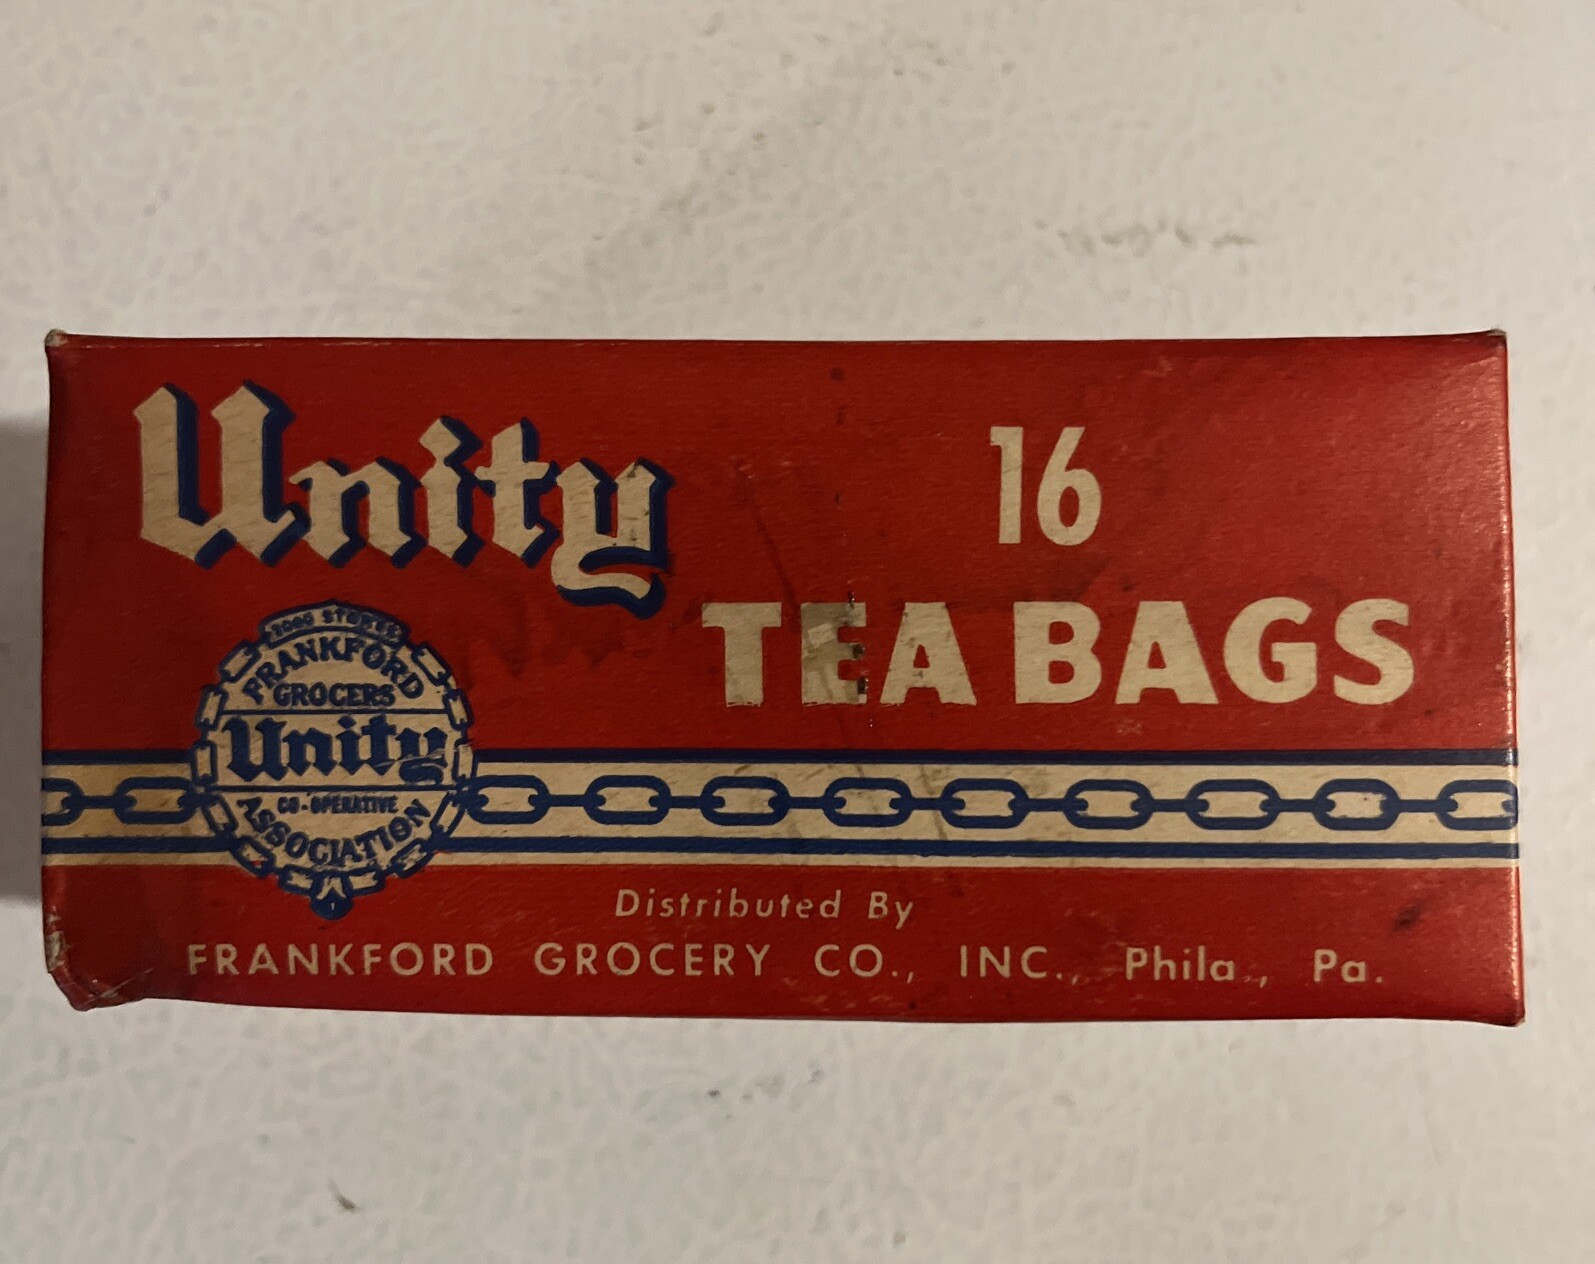 Unity
16
TEA BAGS
STORES
FRANKFORD
GROCERS
Unity
CO-OPERATIVE
ASSOCIATION
Distributed By
FRANKFORD GROCERY CO., INC., Phila., Pa.